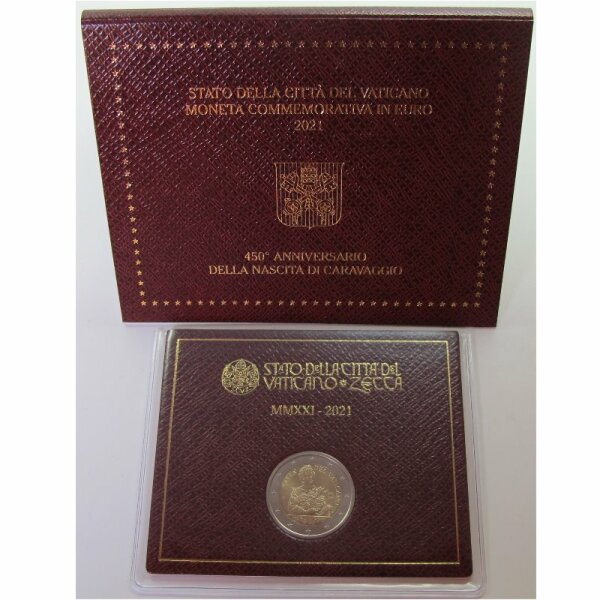 STATO DELLA CITTÀ DEL VATICANO
MONETA COMMEMORATIVA IN EURO
2021
450° ANNIVERSARIO
DELLA NASCITA DI CARAVAGGIO
STATO·DELLA·CITTÀ·DEL
VATICANO·ZECCA
MMXXI - 2021